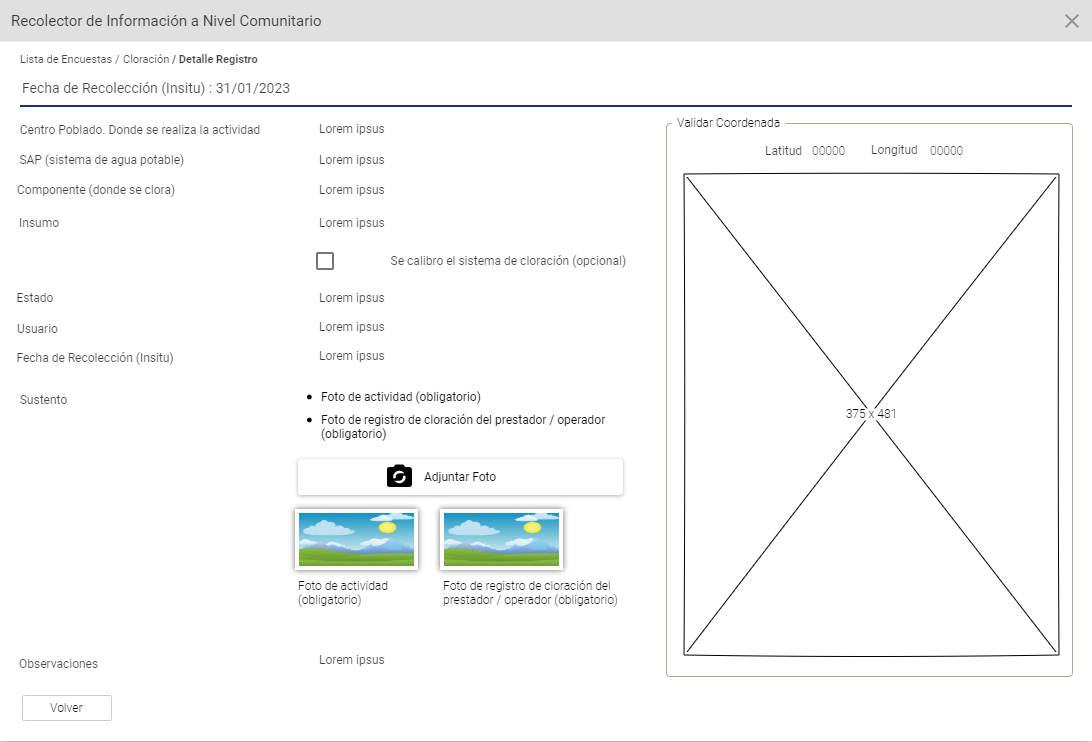 Recolector de Información a Nivel Comunitario
Lista de Encuestas / Cloración / Detalle Registro
Fecha de Recolección (Insitu) : 31/01/2023
Centro Poblado. Donde se realiza la actividad
Lorem ipsus
SAP (sistema de agua potable)
Lorem ipsus
Componente (donde se clora)
Lorem ipsus
Insumo
Lorem ipsus
Se calibro el sistema de cloración (opcional)
Estado
Lorem ipsus
Usuario
Lorem ipsus
Fecha de Recolección (Insitu)
Lorem ipsus
Sustento
Foto de actividad (obligatorio)
Foto de registro de cloración del prestador / operador
(obligatorio)
Adjuntar Foto
Foto de actividad
(obligatorio)
Foto de registro de cloración del
prestador / operador (obligatorio)
Observaciones
Lorem ipsus
Volver
Validar Coordenada
Latitud 00000 Longitud 00000
375 x 481